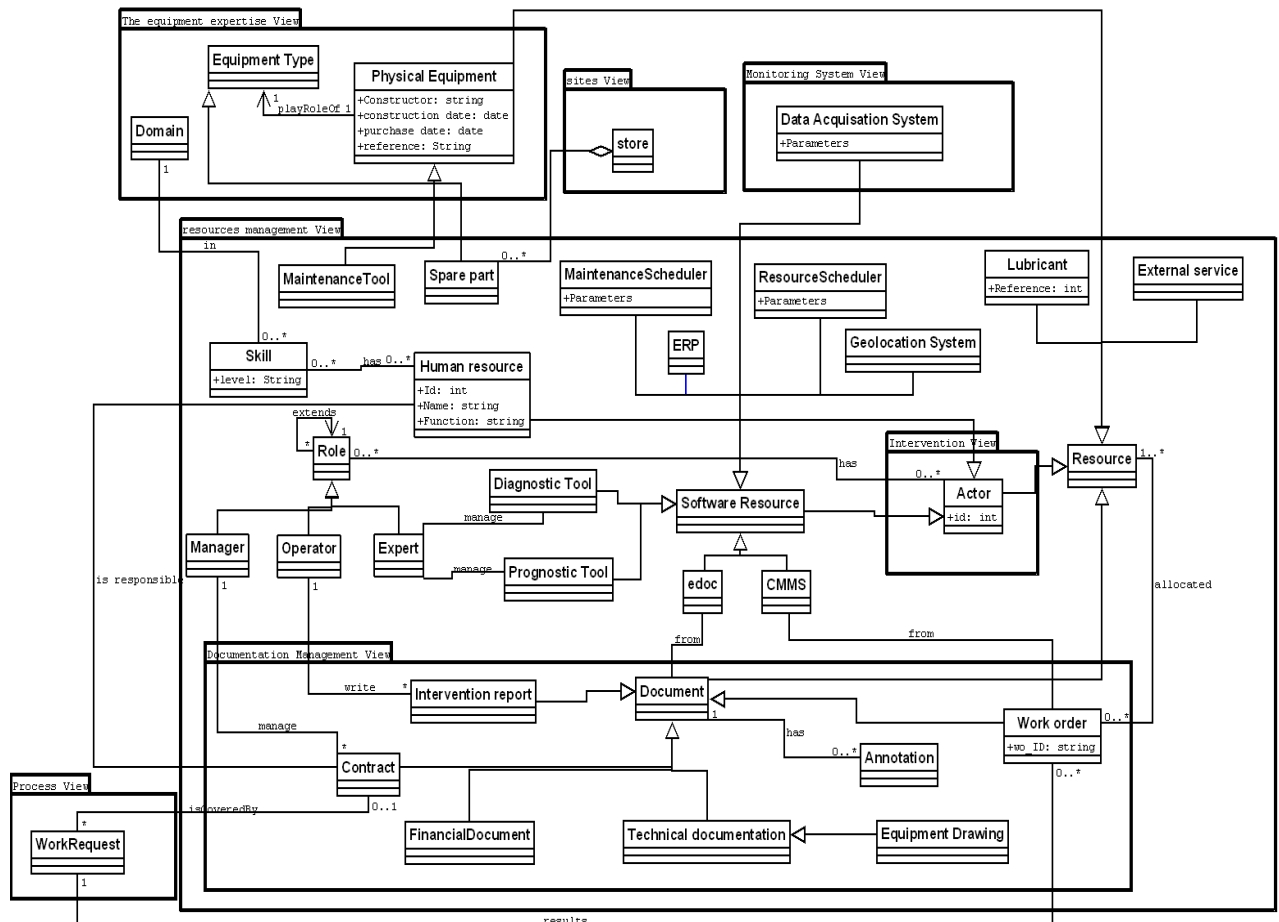 The equipment expertise View
Equipment Type
1
playRoleOf 1
Physical Equipment
+Constructor: string
+construction date: date
+purchase date: date
+reference: String
Domain
1
sites View
store
Monitoring System View
Data Acquisation System
+Parameters
resources management View
in
MaintenanceTool
Spare part
0..*
MaintenanceScheduler
+Parameters
ResourceScheduler
+Parameters
Lubricant
+Reference: int
External service
ERP
Geolocation System
0..*
Skill
+level: String
0..*
has
0..*
Human resource
+Id: int
+Name: string
+Function: string
extends
*
1
Role
0..*
has
Intervention View
0..*
Actor
+id: int
Resource
1..*
Diagnostic Tool
manage
Software Resource
Manager
1
Operator
1
Expert
manage
Prognostic Tool
is responsible
edoc
CMMS
allocated
from
from
Documentation Management View
write
*
Intervention report
Document
1
has
0..*
Annotation
Work order
+wo_ID: string
0..*
0..*
manage
*
Contract
0..1
Process View
isCoveredBy
*
WorkRequest
1
FinancialDocument
Technical documentation
Equipment Drawing
results